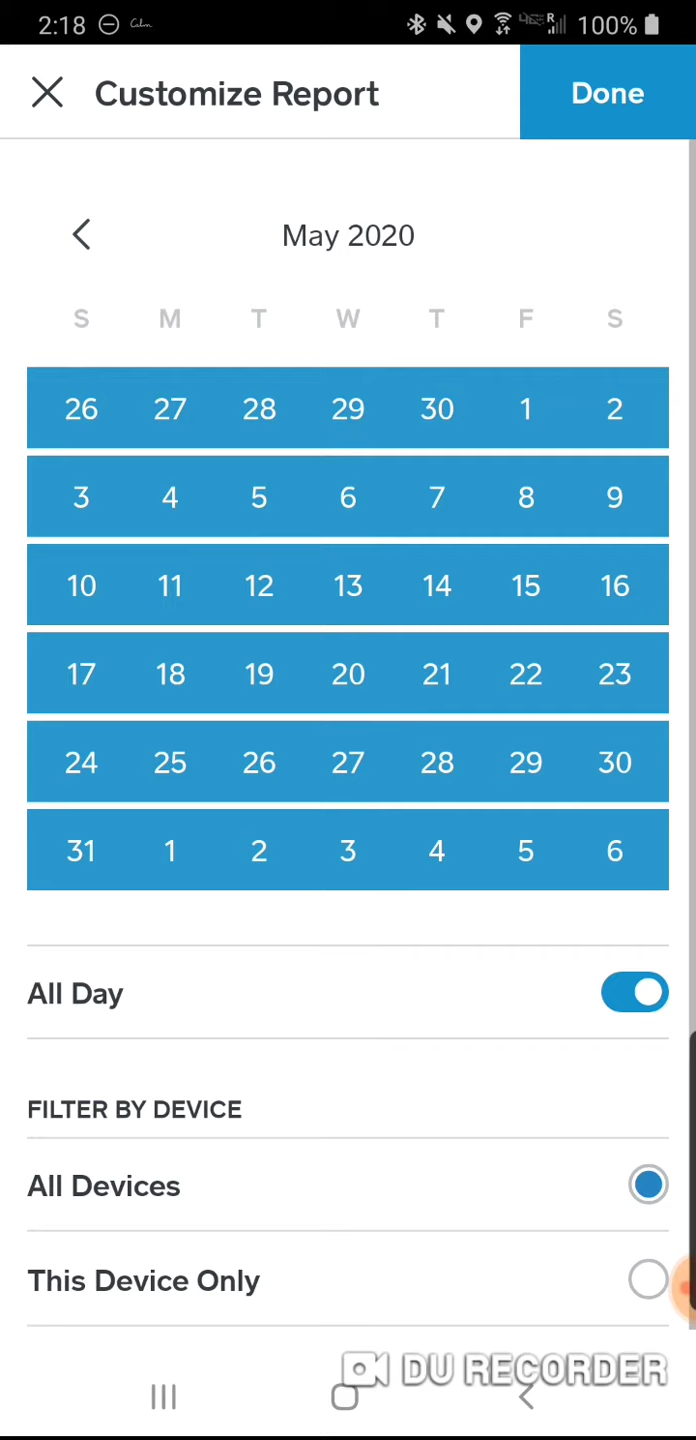 2:18 Calm 100%
Customize Report Done
May 2020
S M T W T F S
26 27 28 29 30 1 2
3 4 5 6 7 8 9
10 11 12 13 14 15 16
17 18 19 20 21 22 23
24 25 26 27 28 29 30
31 1 2 3 4 5 6
All Day
FILTER BY DEVICE
All Devices
This Device Only
DU RECORDER